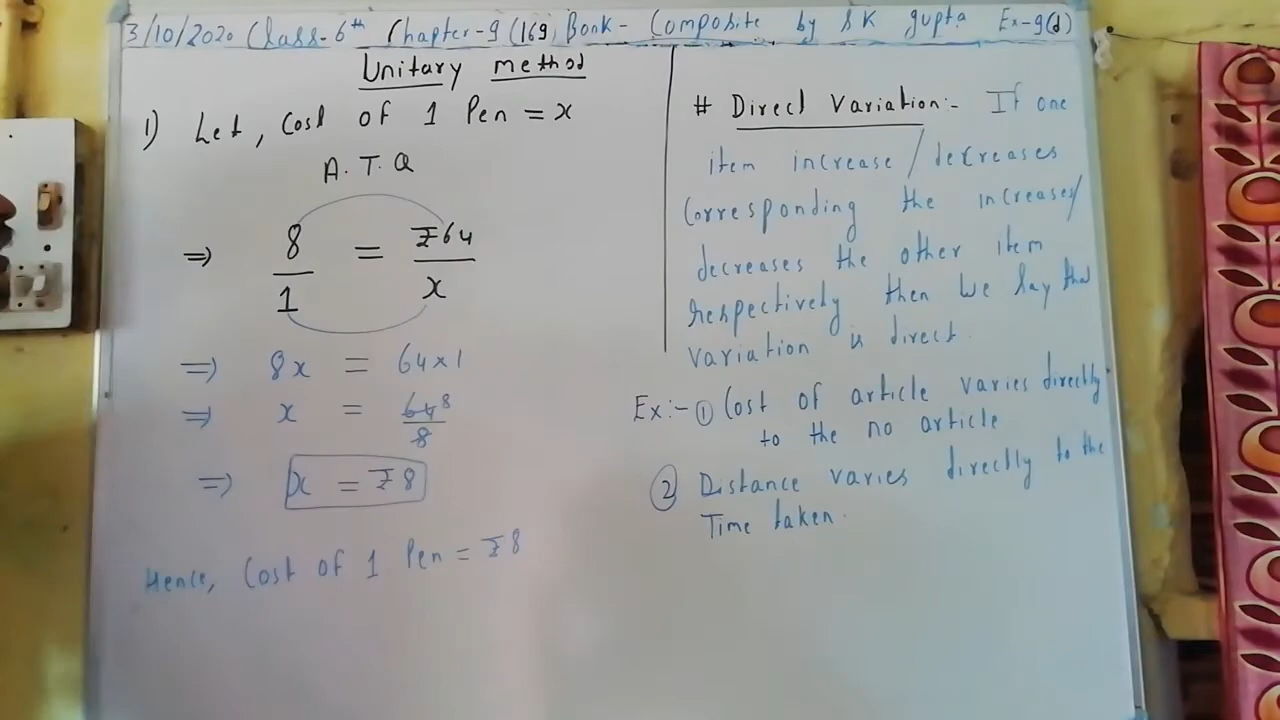 3/10/2020 Class-6th Chapter-9 (169) Book- Composite by S K gupta Ex-9(d)
Unitary method
1) Let, Cost of 1 Pen = x
A.T.Q
⇒ 8/1 = ₹64/x
⇒ 8x = 64×1
⇒ x = 64/8 8
⇒ x = ₹8
Hence, Cost of 1 Pen = ₹8
# Direct Variation:- If one
item increase/decreases
Corresponding the increases/
decreases the other item
respectively then we say that
variation is direct.
Ex:- ① Cost of article varies directly
to the no article
② Distance varies directly to the
Time taken.